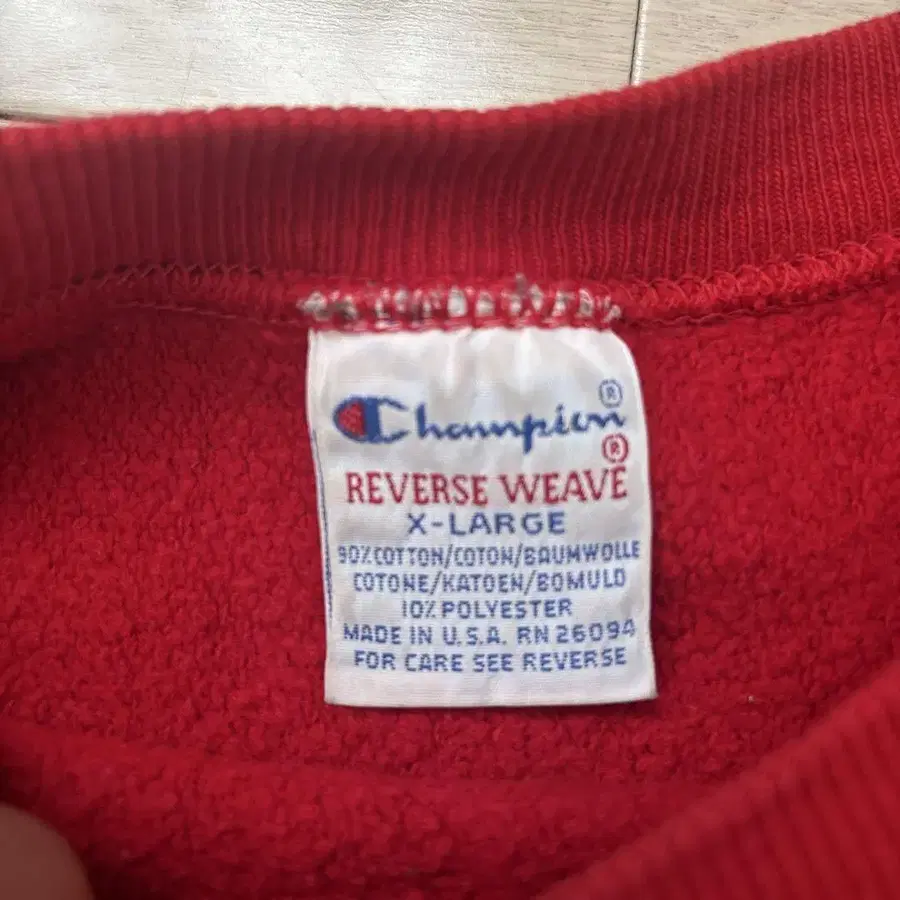 Champion®
REVERSE WEAVE®
X-LARGE
90%COTTON/COTON/BAUMWOLLE
COTONE/KATOEN/BOMULD
10% POLYESTER
MADE IN U.S.A. RN 26094
FOR CARE SEE REVERSE